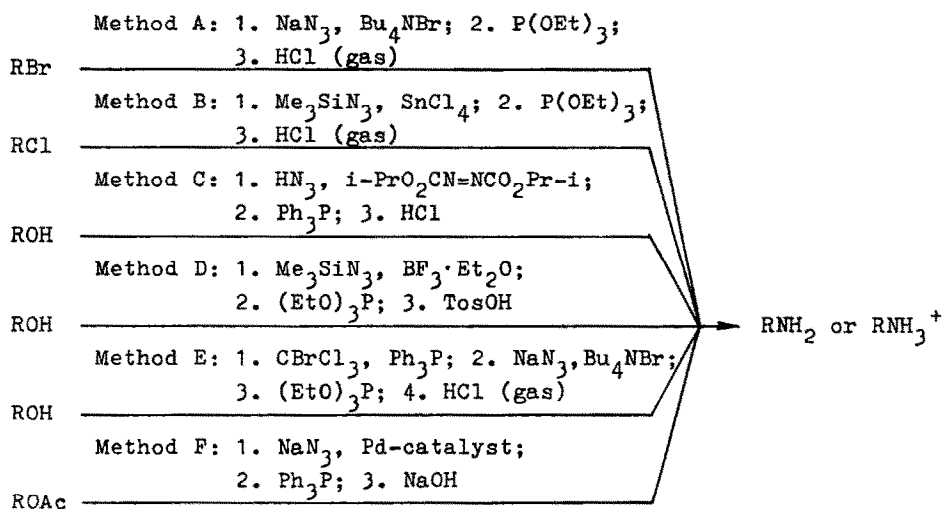 Method A: 1. NaN₃, Bu₄NBr; 2. P(OEt)₃;
3. HCl (gas)
RBr
Method B: 1. Me₃SiN₃, SnCl₄; 2. P(OEt)₃;
3. HCl (gas)
RCl
Method C: 1. HN₃, i-PrO₂CN=NCO₂Pr-i;
2. Ph₃P; 3. HCl
ROH
Method D: 1. Me₃SiN₃, BF₃·Et₂O;
2. (EtO)₃P; 3. TosOH
ROH
RNH₂ or RNH₃⁺
Method E: 1. CBrCl₃, Ph₃P; 2. NaN₃,Bu₄NBr;
3. (EtO)₃P; 4. HCl (gas)
ROH
Method F: 1. NaN₃, Pd-catalyst;
2. Ph₃P; 3. NaOH
ROAc